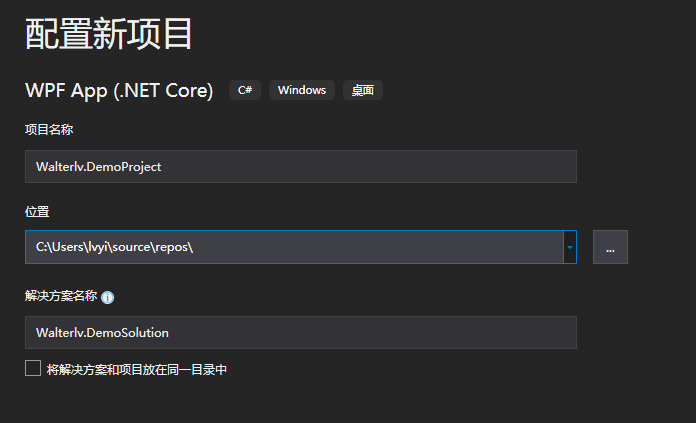 配置新项目
WPF App (.NET Core) C# Windows 桌面
项目名称
Walterlv.DemoProject
位置
C:\Users\lvyi\source\repos\
...
解决方案名称 i
Walterlv.DemoSolution
将解决方案和项目放在同一目录中